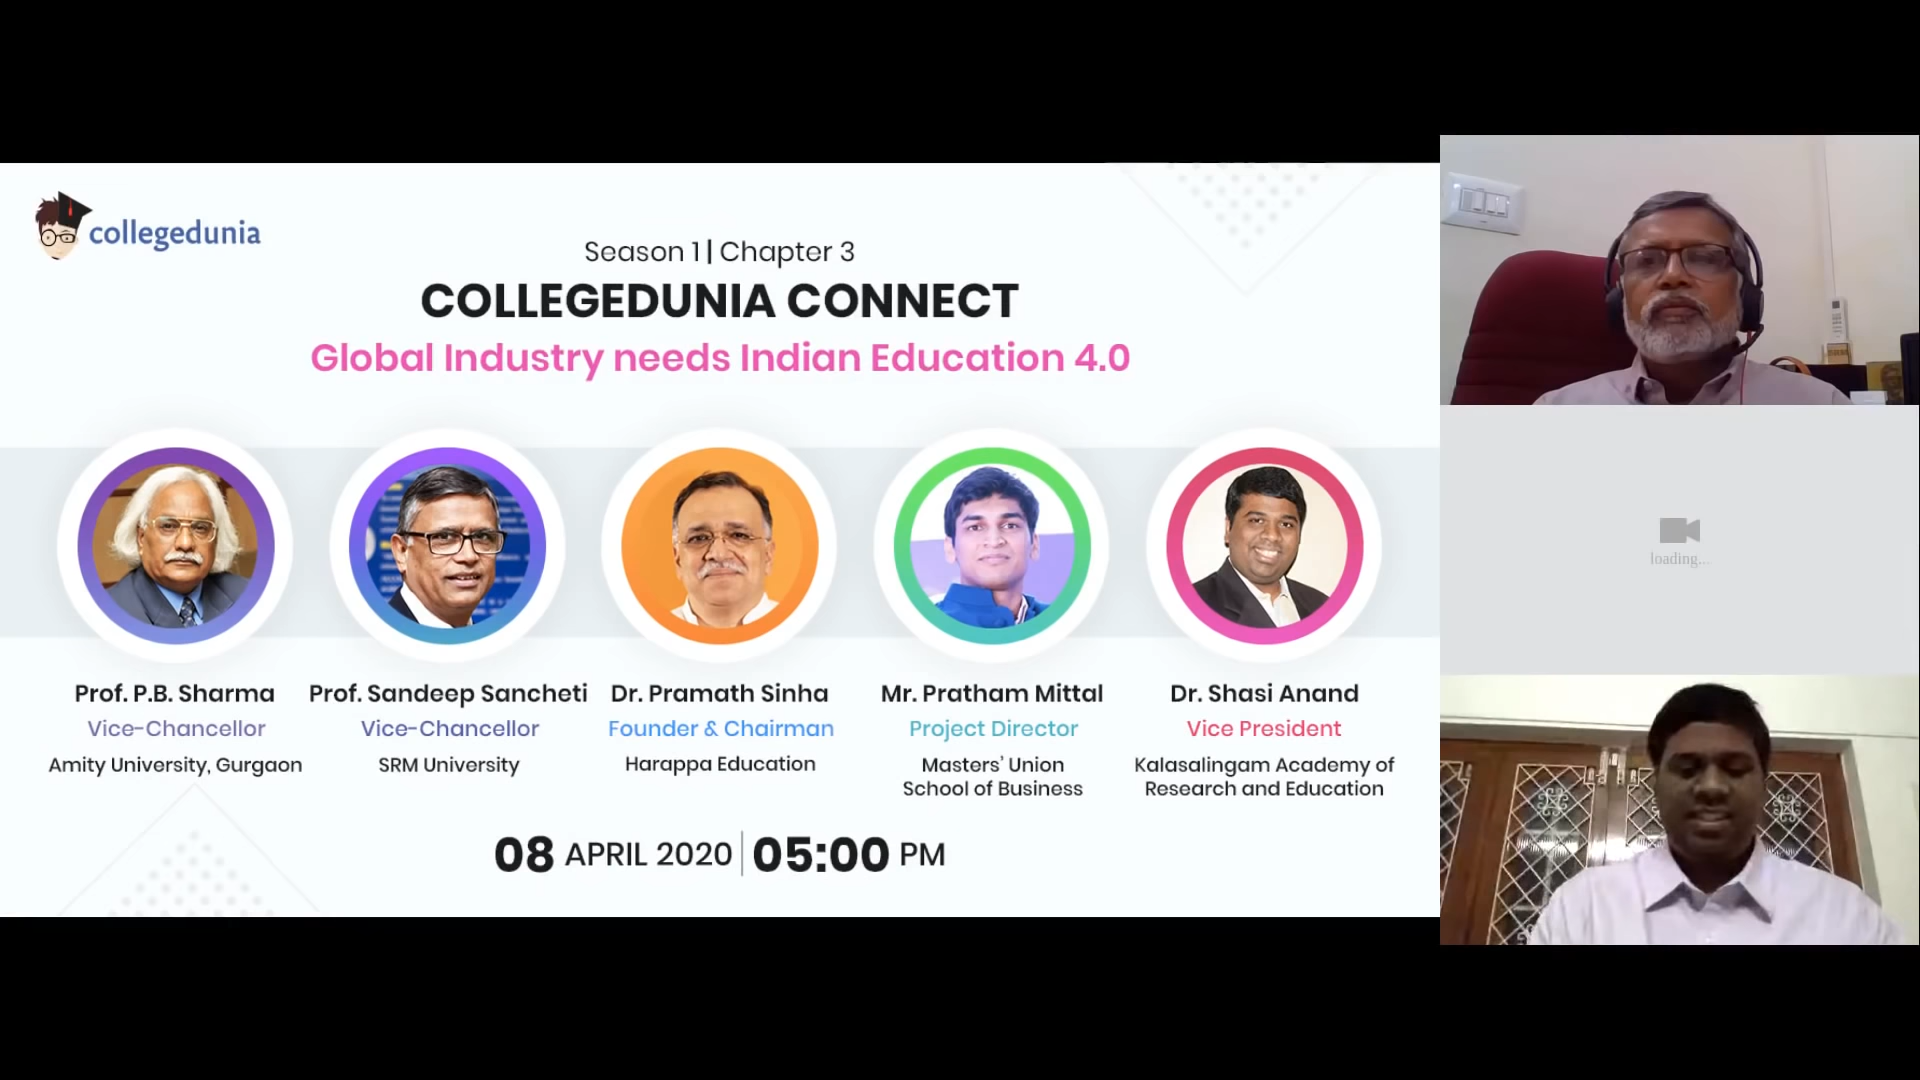 collegedunia
Season 1 | Chapter 3
COLLEGEDUNIA CONNECT
Global Industry needs Indian Education 4.0
Prof. P.B. Sharma
Vice-Chancellor
Amity University, Gurgaon
Prof. Sandeep Sancheti
Vice-Chancellor
SRM University
Dr. Pramath Sinha
Founder & Chairman
Harappa Education
Mr. Pratham Mittal
Project Director
Masters' Union
School of Business
Dr. Shasi Anand
Vice President
Kalasalingam Academy of
Research and Education
08 APRIL 2020 | 05:00 PM
loading...